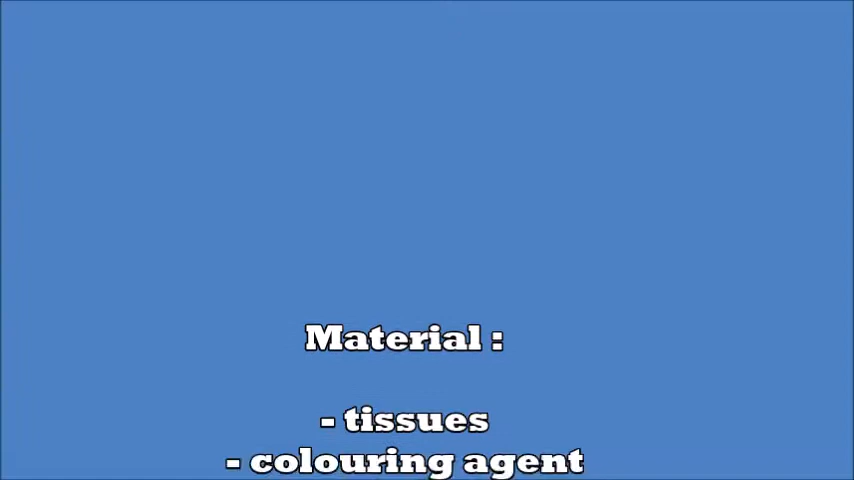 Material :
- tissues
- colouring agent